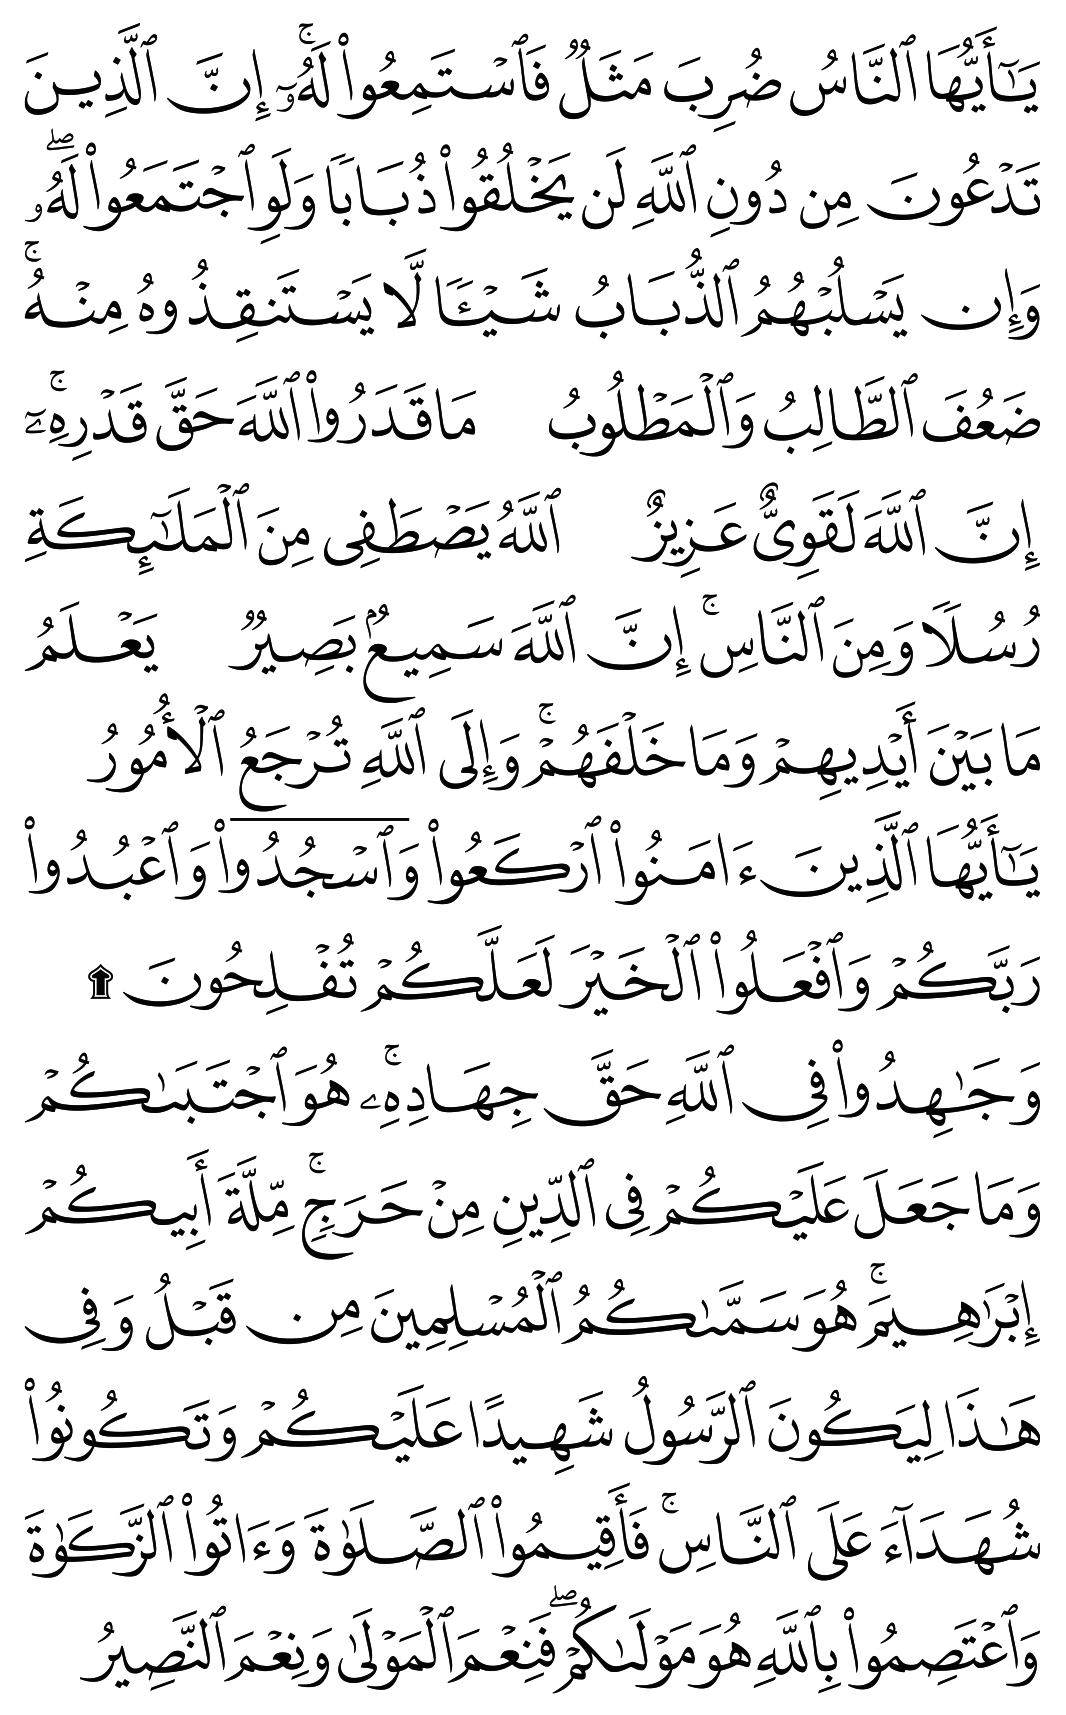 يَـٰٓأَيُّهَا ٱلنَّاسُ ضُرِبَ مَثَلٌ فَٱسْتَمِعُوا۟ لَهُۥٓ ۚ إِنَّ ٱلَّذِينَ
تَدْعُونَ مِن دُونِ ٱللَّهِ لَن يَخْلُقُوا۟ ذُبَابًا وَلَوِ ٱجْتَمَعُوا۟ لَهُۥ ۖ
وَإِن يَسْلُبْهُمُ ٱلذُّبَابُ شَيْـًٔا لَّا يَسْتَنقِذُوهُ مِنْهُ ۚ
ضَعُفَ ٱلطَّالِبُ وَٱلْمَطْلُوبُ مَا قَدَرُوا۟ ٱللَّهَ حَقَّ قَدْرِهِۦٓ ۚ
إِنَّ ٱللَّهَ لَقَوِىٌّ عَزِيزٌ ٱللَّهُ يَصْطَفِى مِنَ ٱلْمَلَـٰٓئِكَةِ
رُسُلًا وَمِنَ ٱلنَّاسِ ۚ إِنَّ ٱللَّهَ سَمِيعٌۢ بَصِيرٌ يَعْلَمُ
مَا بَيْنَ أَيْدِيهِمْ وَمَا خَلْفَهُمْ ۚ وَإِلَى ٱللَّهِ تُرْجَعُ ٱلْأُمُورُ
يَـٰٓأَيُّهَا ٱلَّذِينَ ءَامَنُوا۟ ٱرْكَعُوا۟ وَٱسْجُدُوا۟ وَٱعْبُدُوا۟
رَبَّكُمْ وَٱفْعَلُوا۟ ٱلْخَيْرَ لَعَلَّكُمْ تُفْلِحُونَ ۩
وَجَـٰهِدُوا۟ فِى ٱللَّهِ حَقَّ جِهَادِهِۦ ۚ هُوَ ٱجْتَبَىٰكُمْ
وَمَا جَعَلَ عَلَيْكُمْ فِى ٱلدِّينِ مِنْ حَرَجٍ ۚ مِّلَّةَ أَبِيكُمْ
إِبْرَٰهِيمَ ۚ هُوَ سَمَّىٰكُمُ ٱلْمُسْلِمِينَ مِن قَبْلُ وَفِى
هَـٰذَا لِيَكُونَ ٱلرَّسُولُ شَهِيدًا عَلَيْكُمْ وَتَكُونُوا۟
شُهَدَآءَ عَلَى ٱلنَّاسِ ۚ فَأَقِيمُوا۟ ٱلصَّلَوٰةَ وَءَاتُوا۟ ٱلزَّكَوٰةَ
وَٱعْتَصِمُوا۟ بِٱللَّهِ هُوَ مَوْلَىٰكُمْ ۖ فَنِعْمَ ٱلْمَوْلَىٰ وَنِعْمَ ٱلنَّصِيرُ